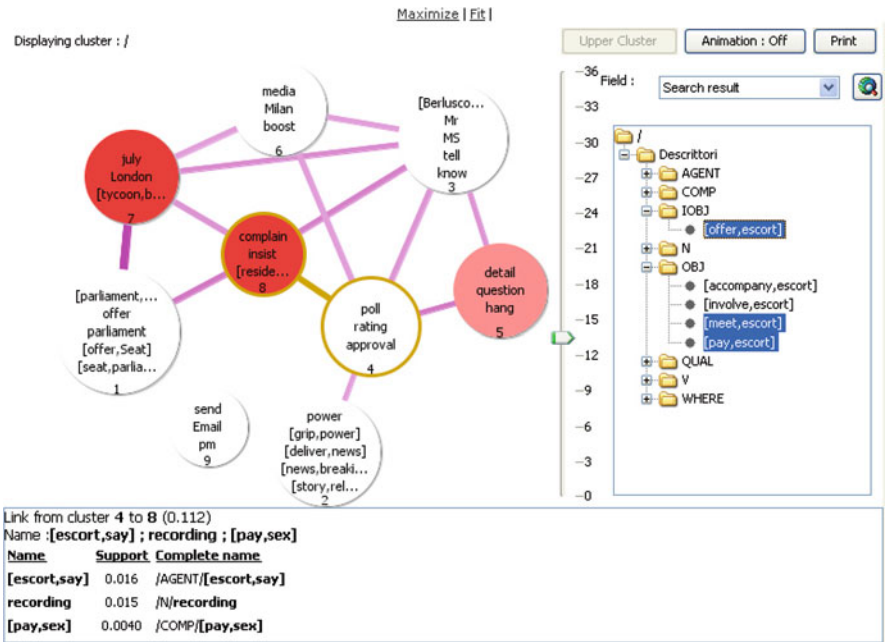 Maximize | Fit |
Displaying cluster : /
Upper Cluster
Animation : Off
Print
media
Milan
boost
6
[Berlusco...
Mr
MS
tell
know
3
july
London
[tycoon,b...
7
complain
insist
[reside...
8
detail
question
hang
5
[parliament,...
offer
parliament
[offer,Seat]
[seat,parlia...
1
poll
rating
approval
4
send
Email
pm
9
power
[grip,power]
[deliver,news]
[news,breaki...
[story,rel...
2
36
33
30
27
24
21
18
15
12
9
6
3
0
Field :
Search result
/
Descrittori
AGENT
COMP
IOBJ
[offer,escort]
N
OBJ
[accompany,escort]
[involve,escort]
[meet,escort]
[pay,escort]
QUAL
V
WHERE
Link from cluster 4 to 8 (0.112)
Name :[escort,say] ; recording ; [pay,sex]
Name Support Complete name
[escort,say] 0.016 /AGENT/[escort,say]
recording 0.015 /N/recording
[pay,sex] 0.0040 /COMP/[pay,sex]